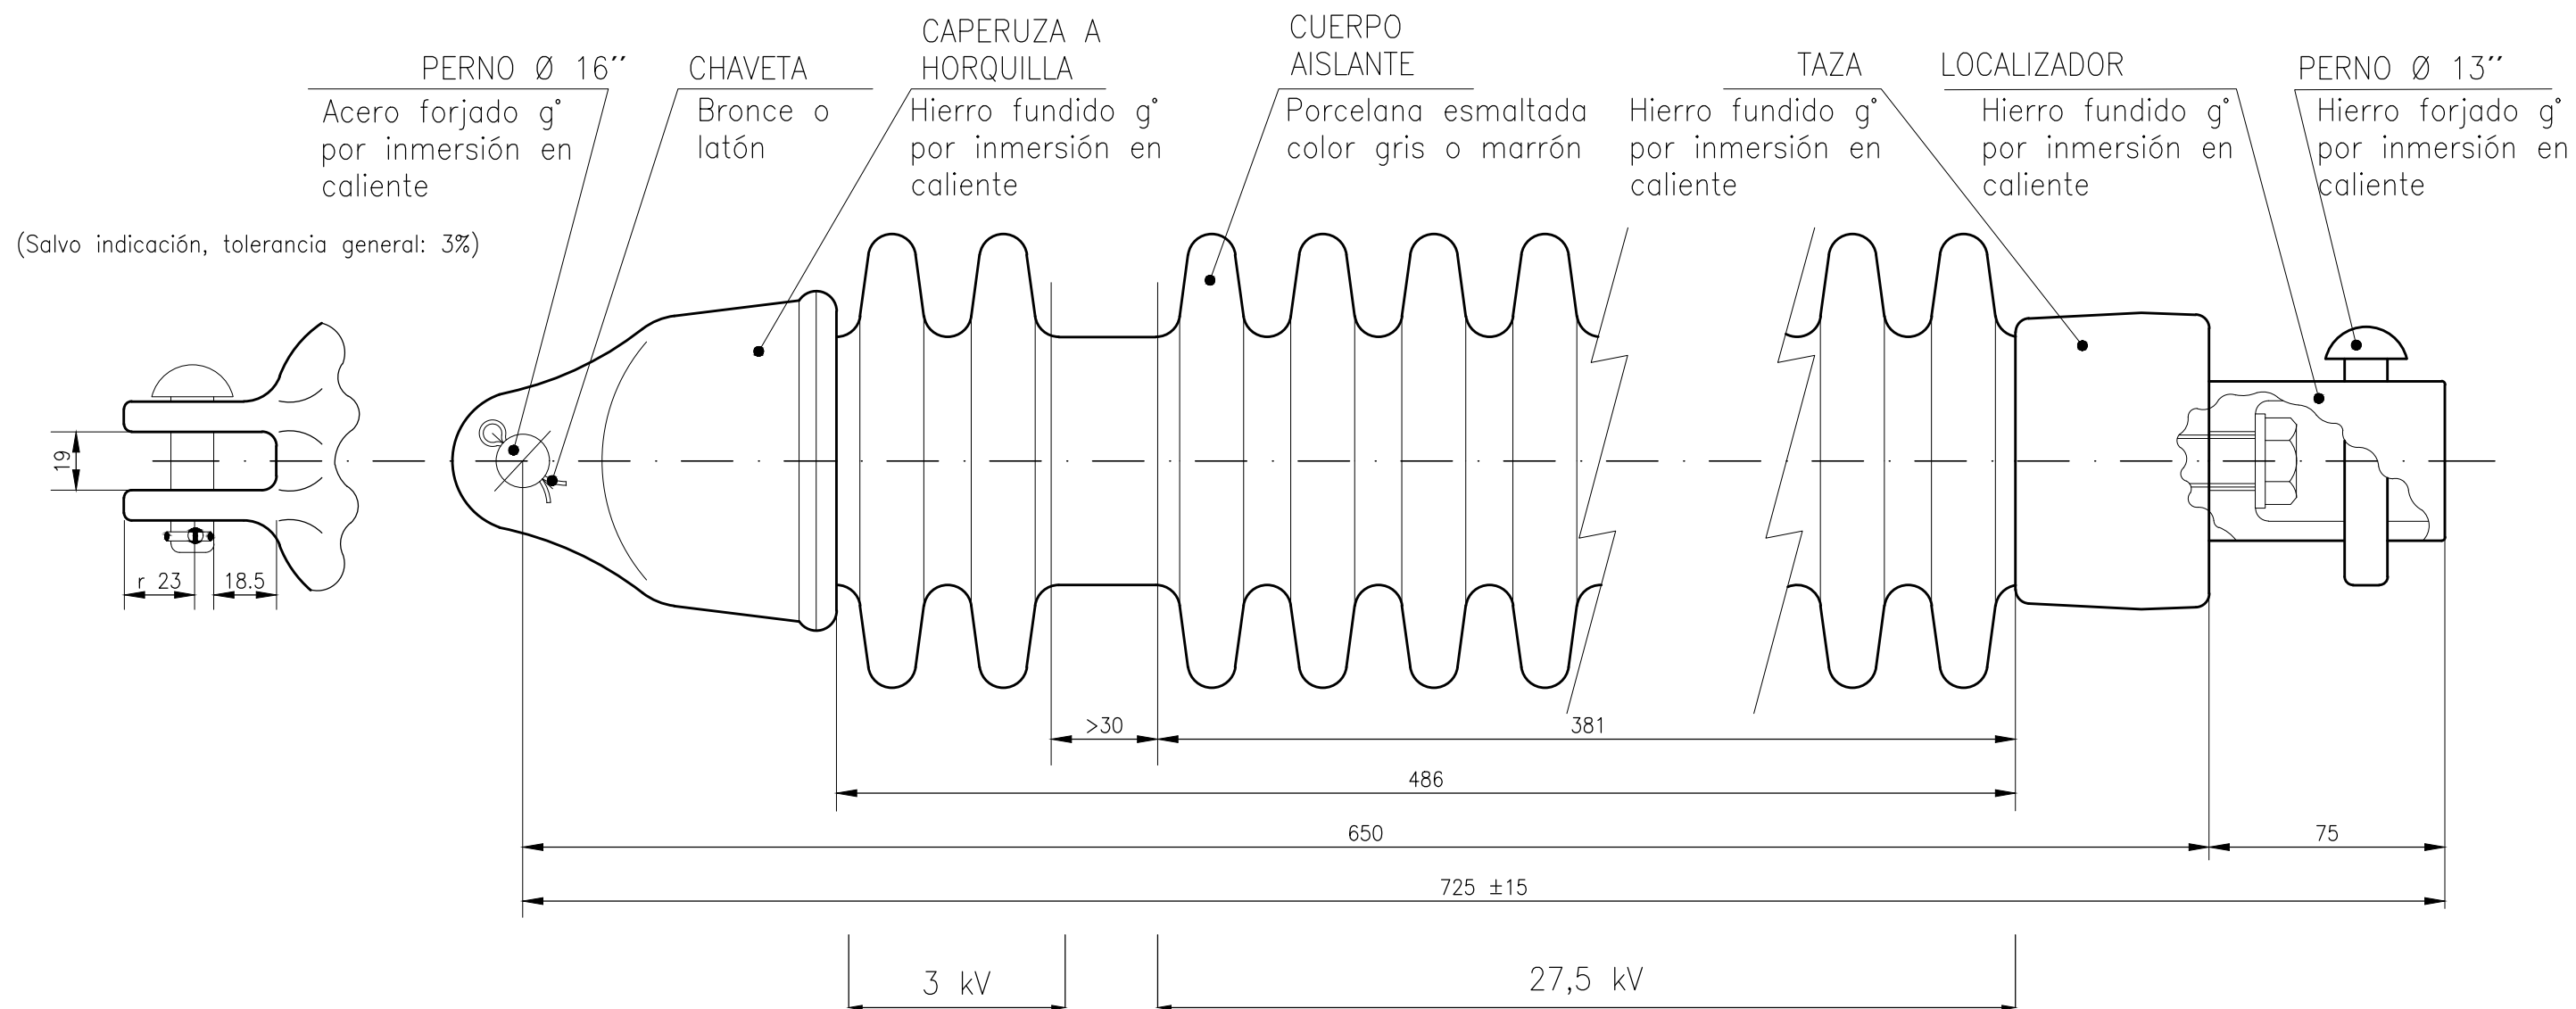 PERNO Ø 16’’
Acero forjado g°
por inmersión en
caliente
CHAVETA
Bronce o
latón
CAPERUZA A
HORQUILLA
Hierro fundido g°
por inmersión en
caliente
CUERPO
AISLANTE
Porcelana esmaltada
color gris o marrón
TAZA
Hierro fundido g°
por inmersión en
caliente
LOCALIZADOR
Hierro fundido g°
por inmersión en
caliente
PERNO Ø 13’’
Hierro forjado g°
por inmersión en
caliente
(Salvo indicación, tolerancia general: 3%)
19
r 23
18.5
>30
381
486
650
75
725 ±15
3 kV
27,5 kV